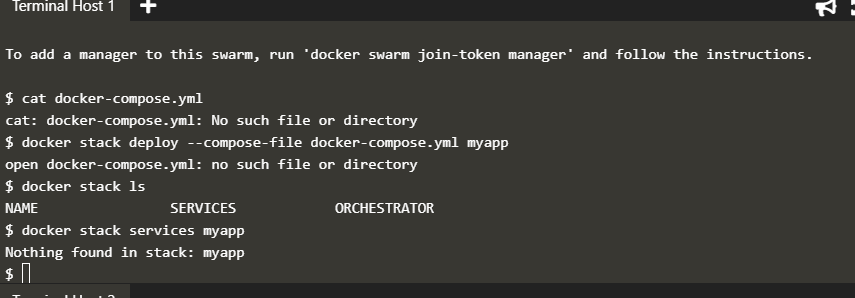 Terminal Host 1 +
To add a manager to this swarm, run 'docker swarm join-token manager' and follow the instructions.
$ cat docker-compose.yml
cat: docker-compose.yml: No such file or directory
$ docker stack deploy --compose-file docker-compose.yml myapp
open docker-compose.yml: no such file or directory
$ docker stack ls
NAME SERVICES ORCHESTRATOR
$ docker stack services myapp
Nothing found in stack: myapp
$
Terminal Host 2